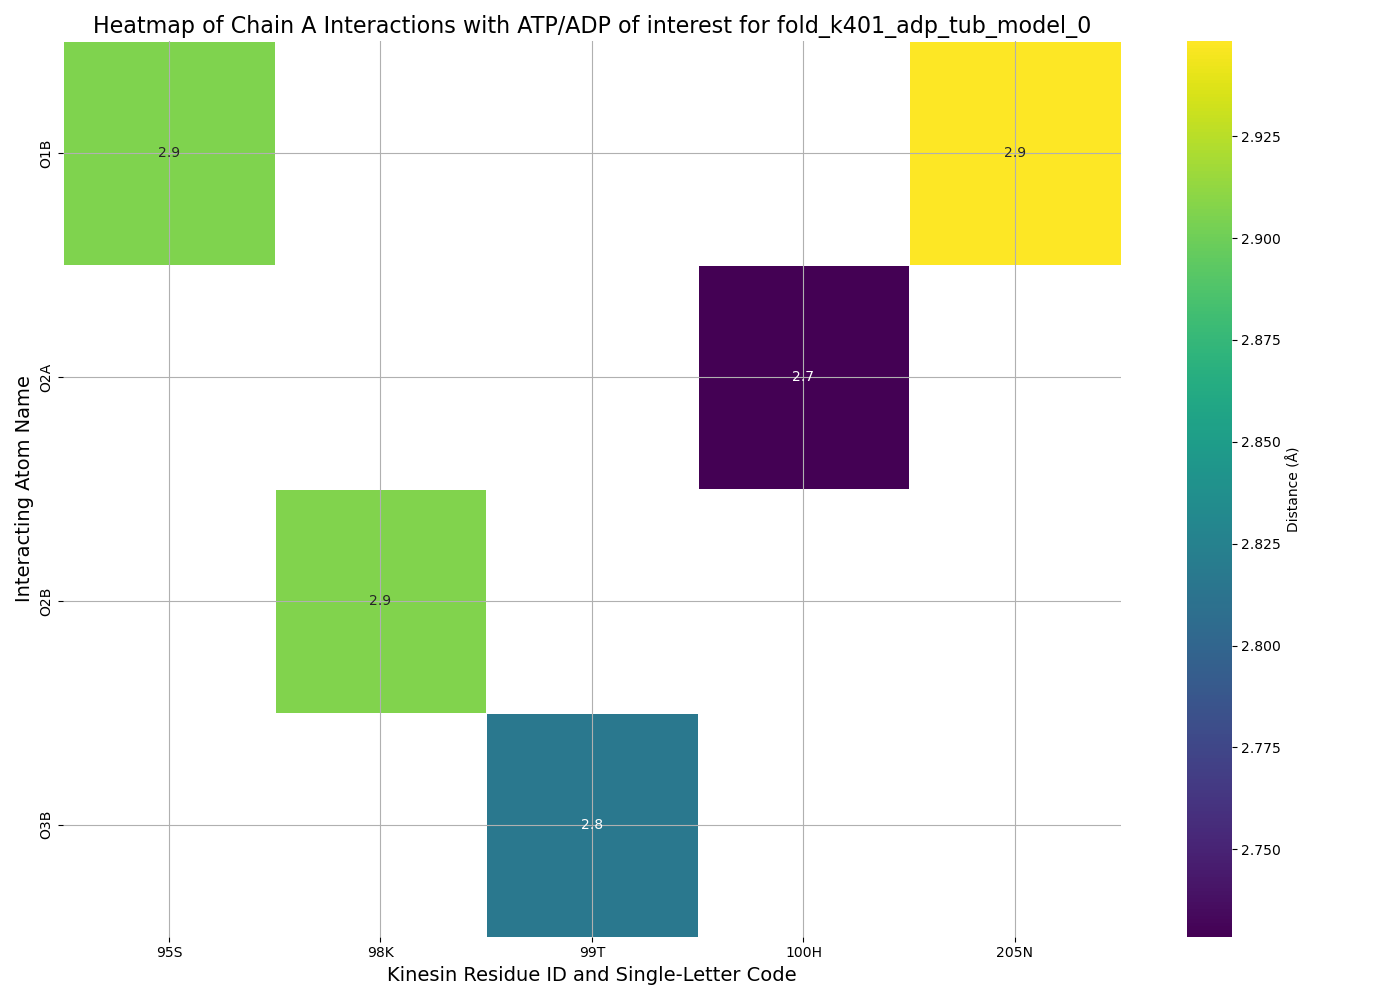 Heatmap of Chain A Interactions with ATP/ADP of interest for fold_k401_adp_tub_model_0
Interacting Atom Name
O1B
O2A
O2B
O3B
2.9
2.9
2.7
2.9
2.8
95S
98K
99T
100H
205N
Kinesin Residue ID and Single-Letter Code
2.925
2.900
2.875
2.850
2.825
2.800
2.775
2.750
Distance (Å)